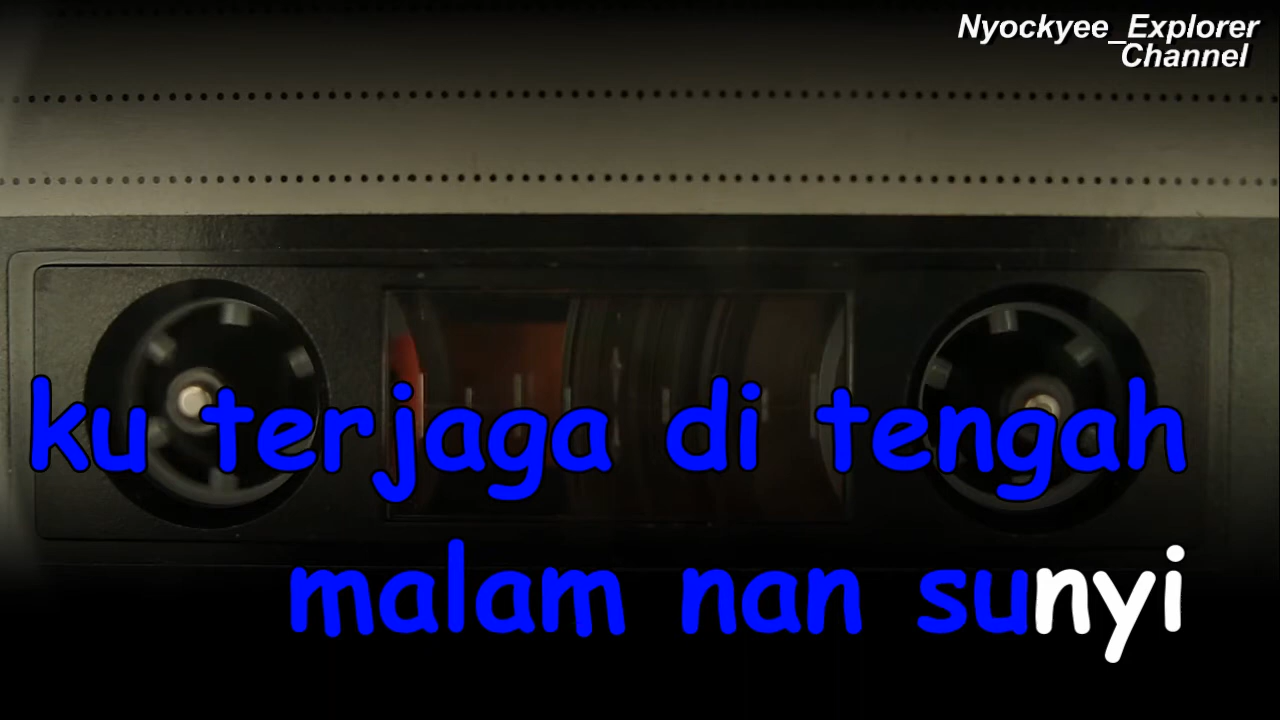 Nyockyee_Explorer
Channel
ku terjaga di tengah
malam nan sunyi